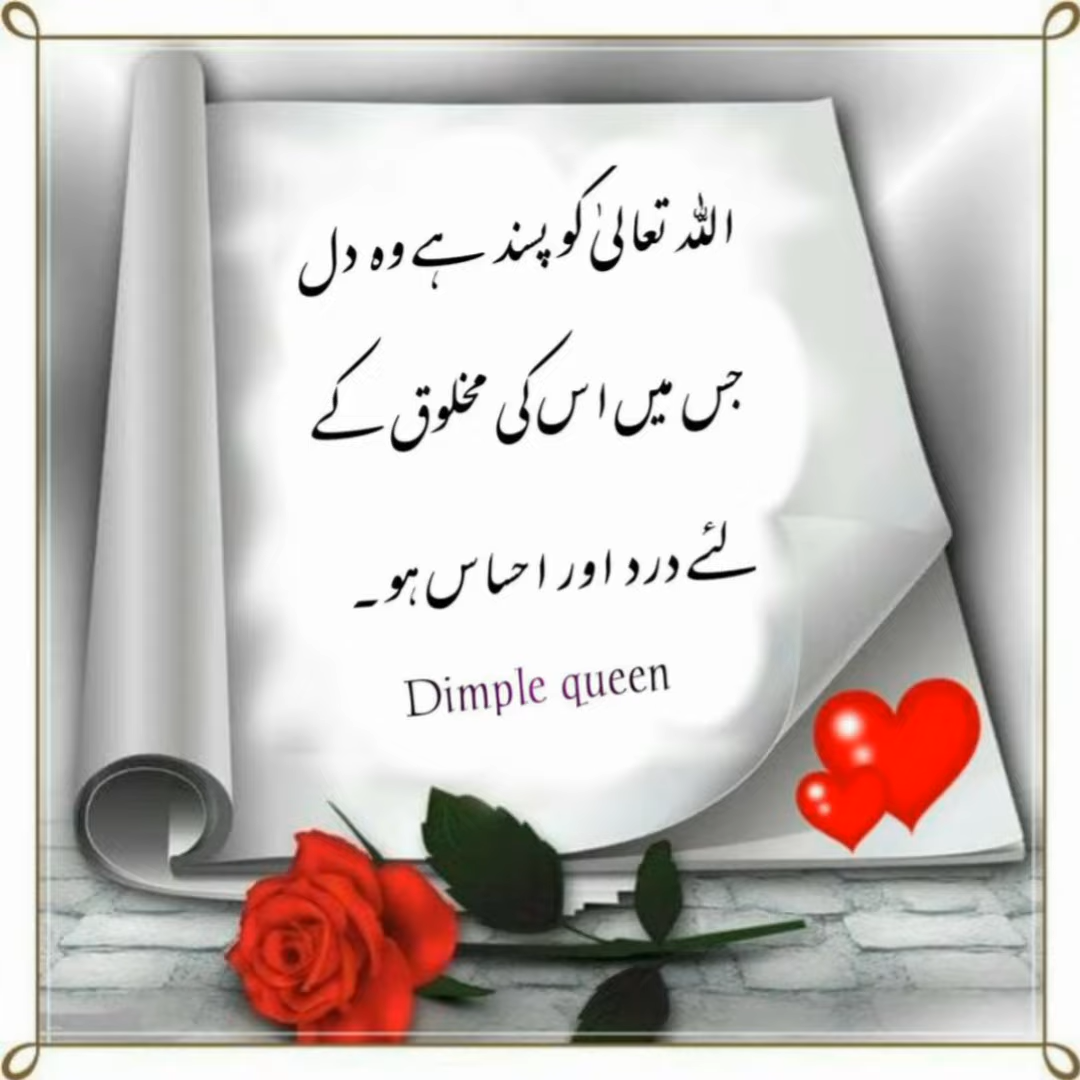 اللہ تعالیٰ کو پسند ہے وہ دل
جس میں اس کی مخلوق کے
لئے درد اور احساس ہو۔
Dimple queen